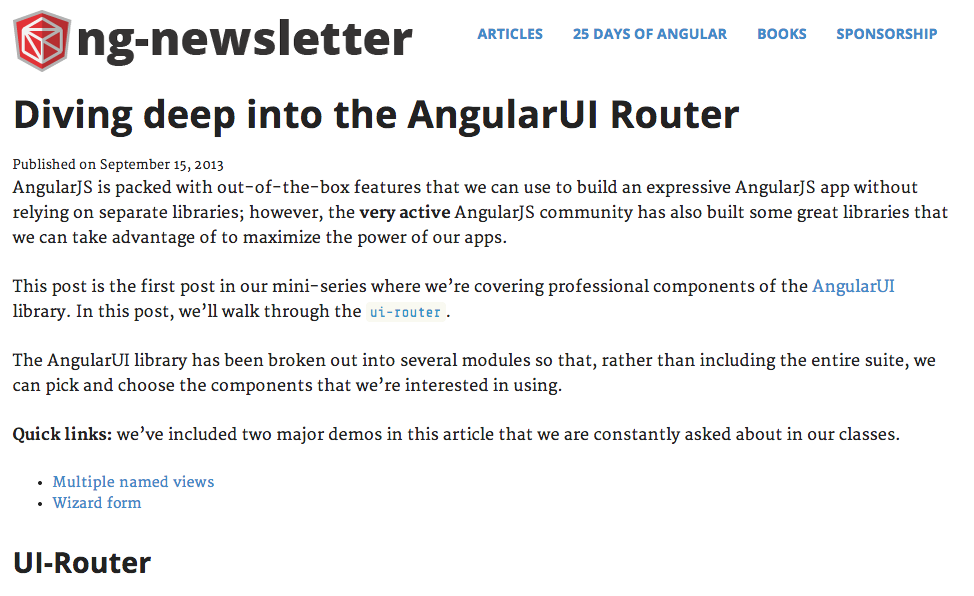 ng-newsletter
ARTICLES 25 DAYS OF ANGULAR BOOKS SPONSORSHIP
Diving deep into the AngularUI Router
Published on September 15, 2013
AngularJS is packed with out-of-the-box features that we can use to build an expressive AngularJS app without
relying on separate libraries; however, the very active AngularJS community has also built some great libraries that
we can take advantage of to maximize the power of our apps.
This post is the first post in our mini-series where we’re covering professional components of the AngularUI
library. In this post, we’ll walk through the ui-router .
The AngularUI library has been broken out into several modules so that, rather than including the entire suite, we
can pick and choose the components that we’re interested in using.
Quick links: we’ve included two major demos in this article that we are constantly asked about in our classes.
• Multiple named views
• Wizard form
UI-Router